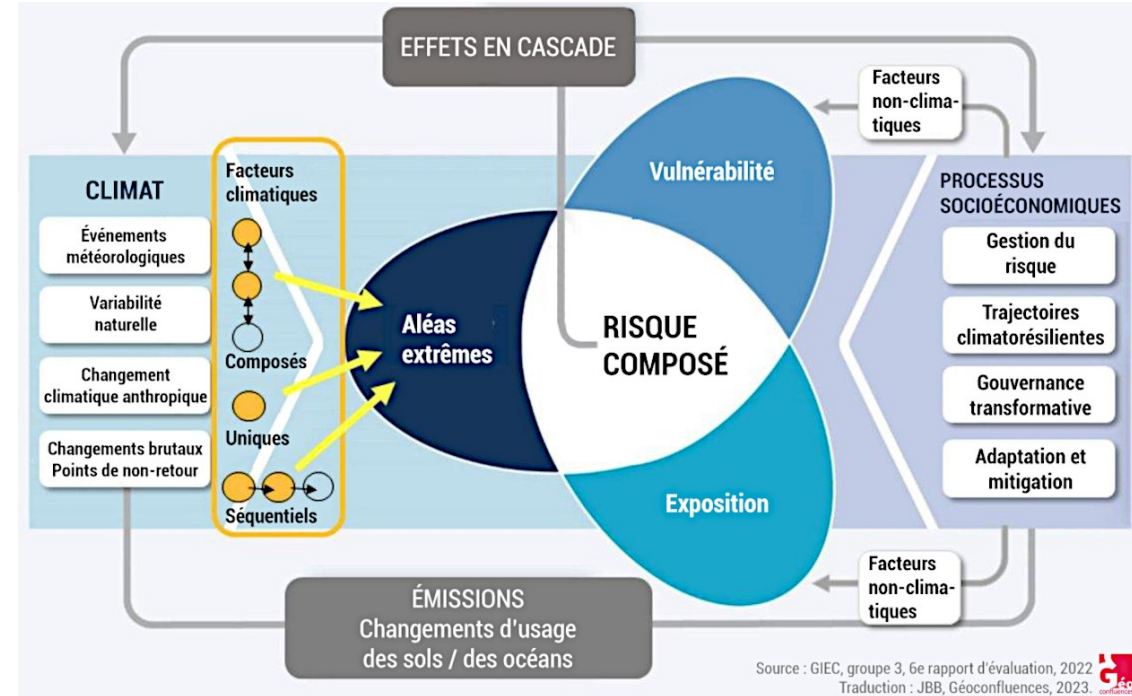 EFFETS EN CASCADE
Facteurs
non-clima-
tiques
CLIMAT
Événements
météorologiques
Variabilité
naturelle
Changement
climatique anthropique
Changements brutaux
Points de non-retour
Facteurs
climatiques
Composés
Uniques
Séquentiels
Aléas
extrêmes
Vulnérabilité
RISQUE
COMPOSÉ
Exposition
PROCESSUS
SOCIOÉCONOMIQUES
Gestion du
risque
Trajectoires
climatorésilientes
Gouvernance
transformative
Adaptation et
mitigation
Facteurs
non-clima-
tiques
ÉMISSIONS
Changements d'usage
des sols / des océans
Source : GIEC, groupe 3, 6e rapport d'évaluation, 2022
Traduction : JBB, Géoconfluences, 2023.